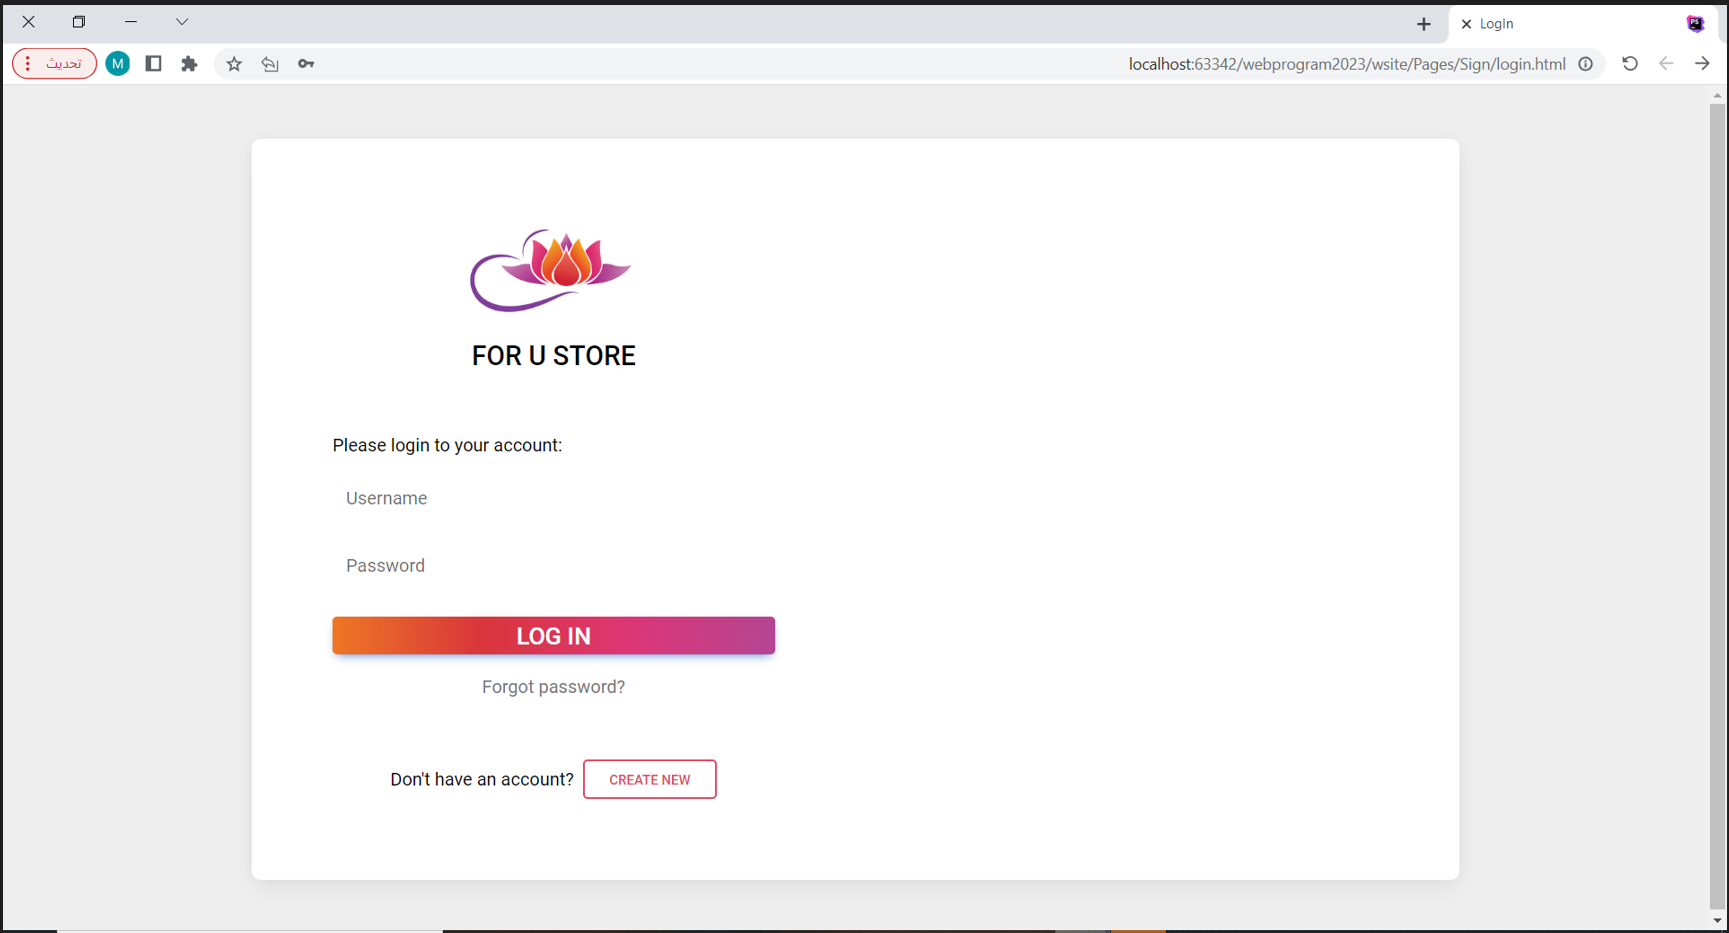 LogIn
PS
تحديث
M
localhost:63342/webprogram2023/wsite/Pages/Sign/login.html
FOR U STORE
Please login to your account:
Username
Password
LOG IN
Forgot password?
Don't have an account? CREATE NEW